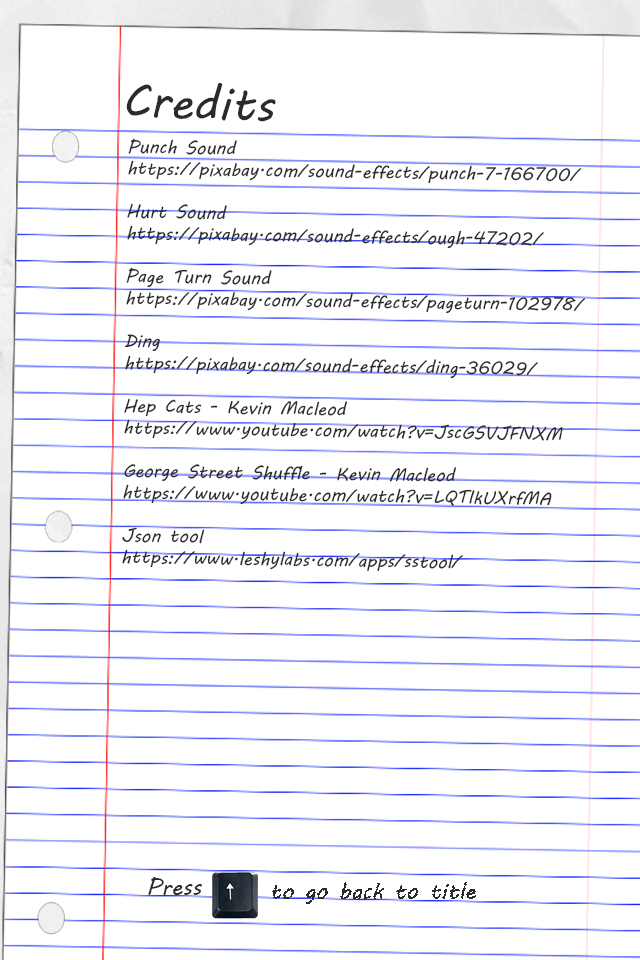 Credits
Punch Sound
https://pixabay.com/sound-effects/punch-7-166700/
Hurt Sound
https://pixabay.com/sound-effects/ough-47202/
Page Turn Sound
https://pixabay.com/sound-effects/pageturn-102978/
Ding
https://pixabay.com/sound-effects/ding-36029/
Hep Cats - Kevin Macleod
https://www.youtube.com/watch?v=JscGSVJFNXM
George Street Shuffle - Kevin Macleod
https://www.youtube.com/watch?v=LQTlkUXrfMA
Json tool
https://www.leshylabs.com/apps/sstool/
Press ↑ to go back to title